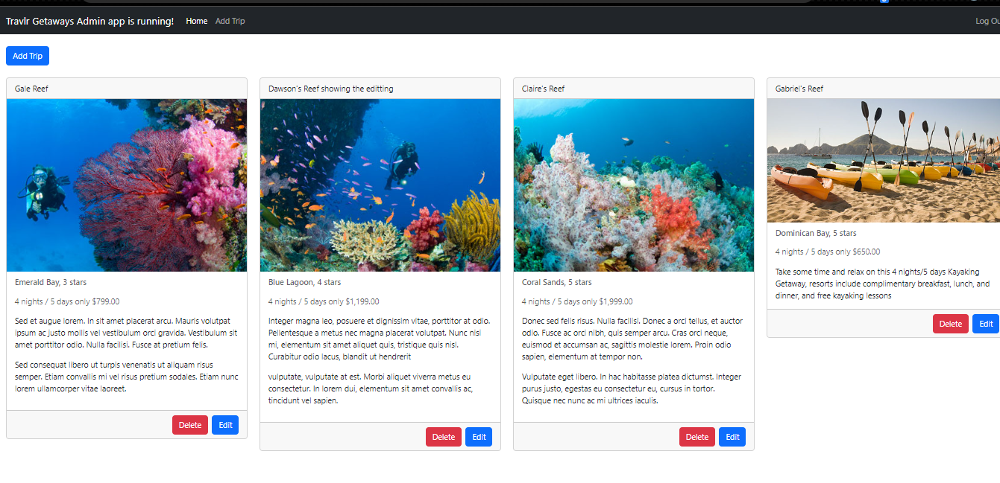 Travlr Getaways Admin app is running! Home Add Trip Log Ou
Add Trip
Gale Reef
Emerald Bay, 3 stars
4 nights / 5 days only $799.00
Sed et augue lorem. In sit amet placerat arcu. Mauris volutpat
ipsum ac justo mollis vel vestibulum orci gravida. Vestibulum sit
amet porttitor odio. Nulla facilisi. Fusce at pretium felis.
Sed consequat libero ut turpis venenatis ut aliquam risus
semper. Etiam convallis mi vel risus pretium sodales. Etiam nunc
lorem ullamcorper vitae laoreet.
Delete Edit
Dawson's Reef showing the editting
Blue Lagoon, 4 stars
4 nights / 5 days only $1,199.00
Integer magna leo, posuere et dignissim vitae, porttitor at odio.
Pellentesque a metus nec magna placerat volutpat. Nunc nisi
mi, elementum sit amet aliquet quis, tristique quis nisl.
Curabitur odio lacus, blandit ut hendrerit
vulputate, vulputate at est. Morbi aliquet viverra metus eu
consectetur. In lorem dui, elementum sit amet convallis ac,
tincidunt vel sapien.
Delete Edit
Claire's Reef
Coral Sands, 5 stars
4 nights / 5 days only $1,999.00
Donec sed felis risus. Nulla facilisi. Donec a orci tellus, et auctor
odio. Fusce ac orci nibh, quis semper arcu. Cras orci neque,
euismod et accumsan ac, sagittis molestie lorem. Proin odio
sapien, elementum at tempor non.
Vulputate eget libero. In hac habitasse platea dictumst. Integer
purus justo, egestas eu consectetur eu, cursus in tortor.
Quisque nec nunc ac mi ultrices iaculis.
Delete Edit
Gabriel's Reef
Dominican Bay, 5 stars
4 nights / 5 days only $650.00
Take some time and relax on this 4 nights/5 days Kayaking
Getaway, resorts include complimentary breakfast, lunch, and
dinner, and free kayaking lessons
Delete Edit